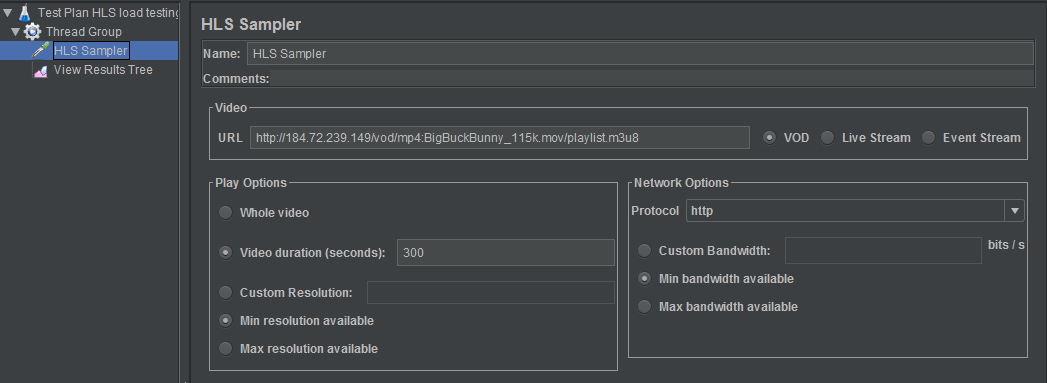 Test Plan HLS load testing
Thread Group
HLS Sampler
View Results Tree
HLS Sampler
Name: HLS Sampler
Comments:
Video
URL http://184.72.239.149/vod/mp4:BigBuckBunny_115k.mov/playlist.m3u8 VOD Live Stream Event Stream
Play Options
Whole video
Video duration (seconds): 300
Custom Resolution:
Min resolution available
Max resolution available
Network Options
Protocol http
Custom Bandwidth: bits / s
Min bandwidth available
Max bandwidth available